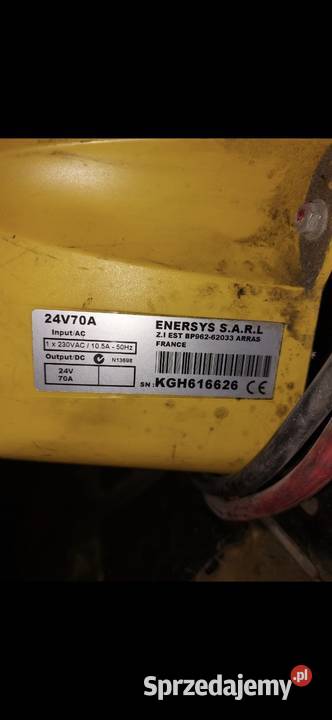 24V70A
Input/AC
1 x 230VAC / 10.5A - 50Hz
Output/DC N13698
24V
70A
ENERSYS S.A.R.L
Z.I EST BP962-62033 ARRAS
FRANCE
SN : KGH616626 CE
Sprzedajemy.pl